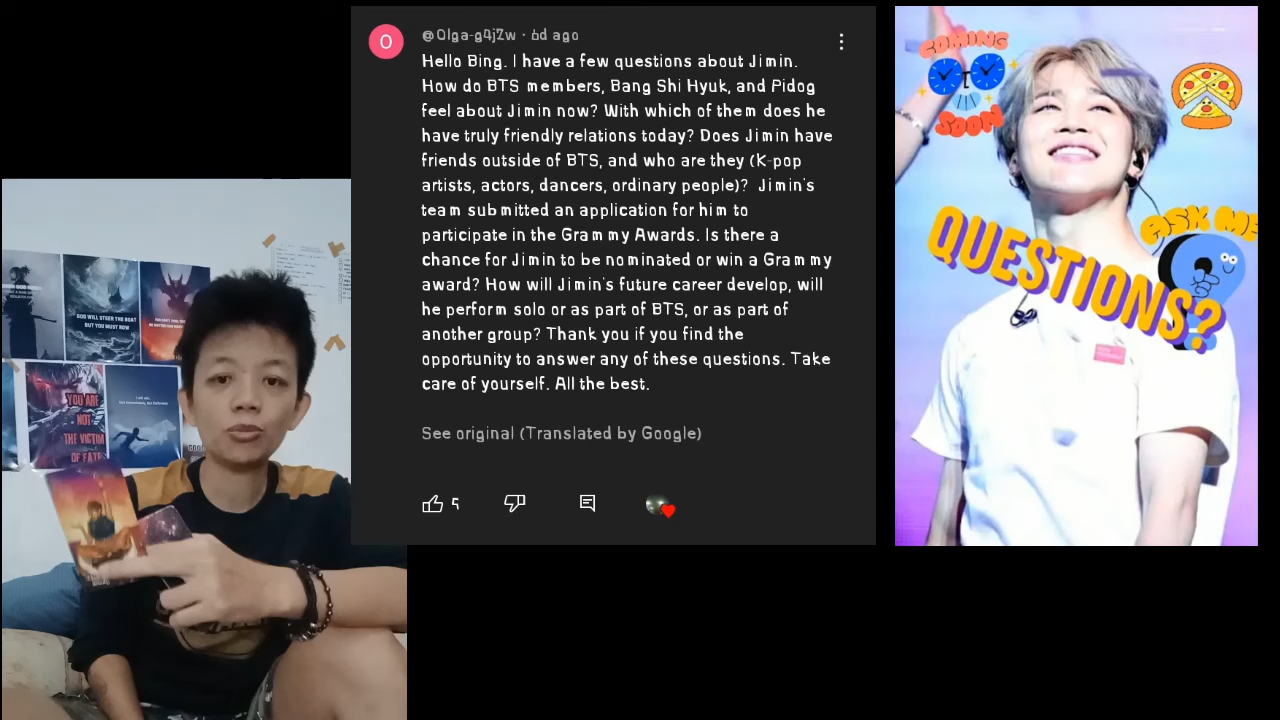 @Olga-g4jZw · 6d ago
Hello Bing. I have a few questions about Jimin.
How do BTS members, Bang Shi Hyuk, and Pidog
feel about Jimin now? With which of them does he
have truly friendly relations today? Does Jimin have
friends outside of BTS, and who are they (K-pop
artists, actors, dancers, ordinary people)? Jimin's
team submitted an application for him to
participate in the Grammy Awards. Is there a
chance for Jimin to be nominated or win a Grammy
award? How will Jimin's future career develop, will
he perform solo or as part of BTS, or as part of
another group? Thank you if you find the
opportunity to answer any of these questions. Take
care of yourself. All the best.
See original (Translated by Google)
5
O
COMING
SOON
ASK ME
QUESTIONS?
GOD WILL STEER THE BOAT
BUT YOU MUST ROW
YOU ARE
NOT
THE VICTIM
OF FATE